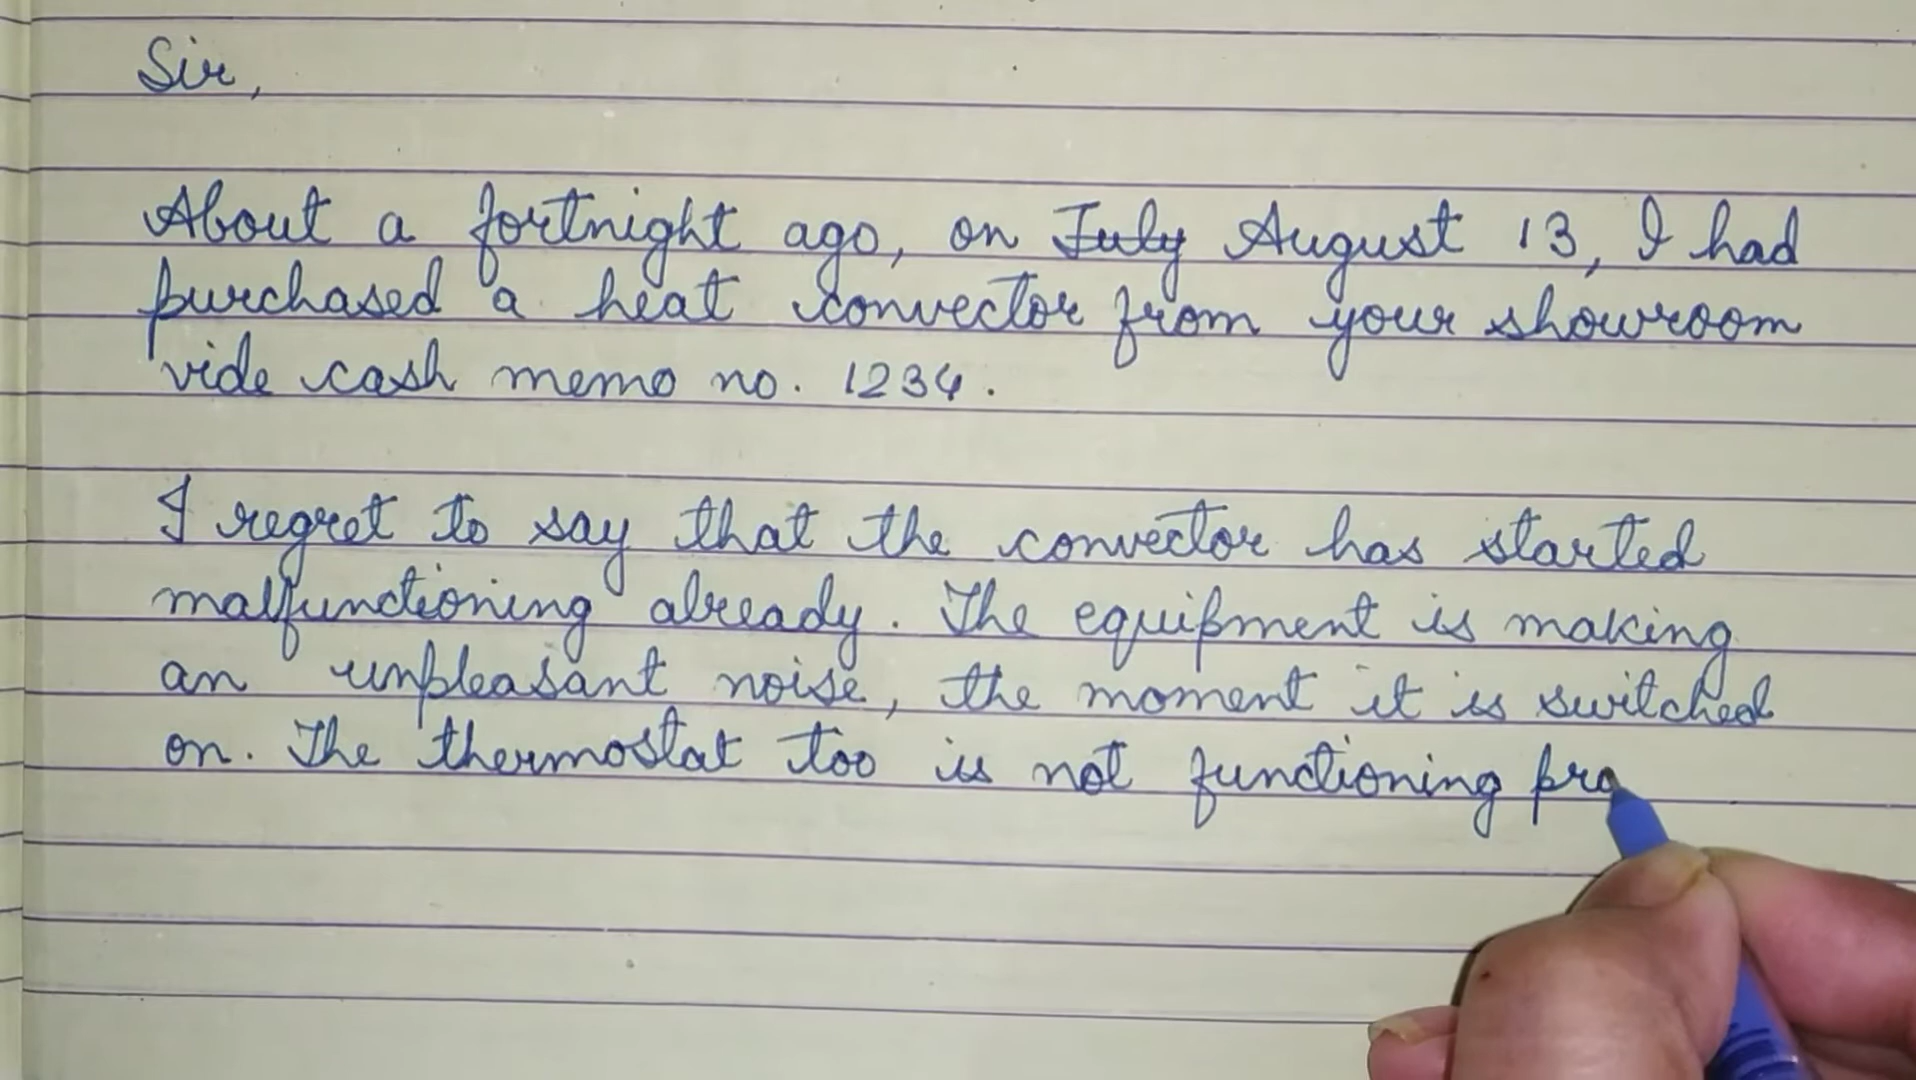 Sir,
About a fortnight ago, on July August 13, I had
purchased a heat convector from your showroom
vide cash memo no. 1234.
I regret to say that the convector has started
malfunctioning already. The equipment is making
an unpleasant noise, the moment it is switched
on. The thermostat too is not functioning pro